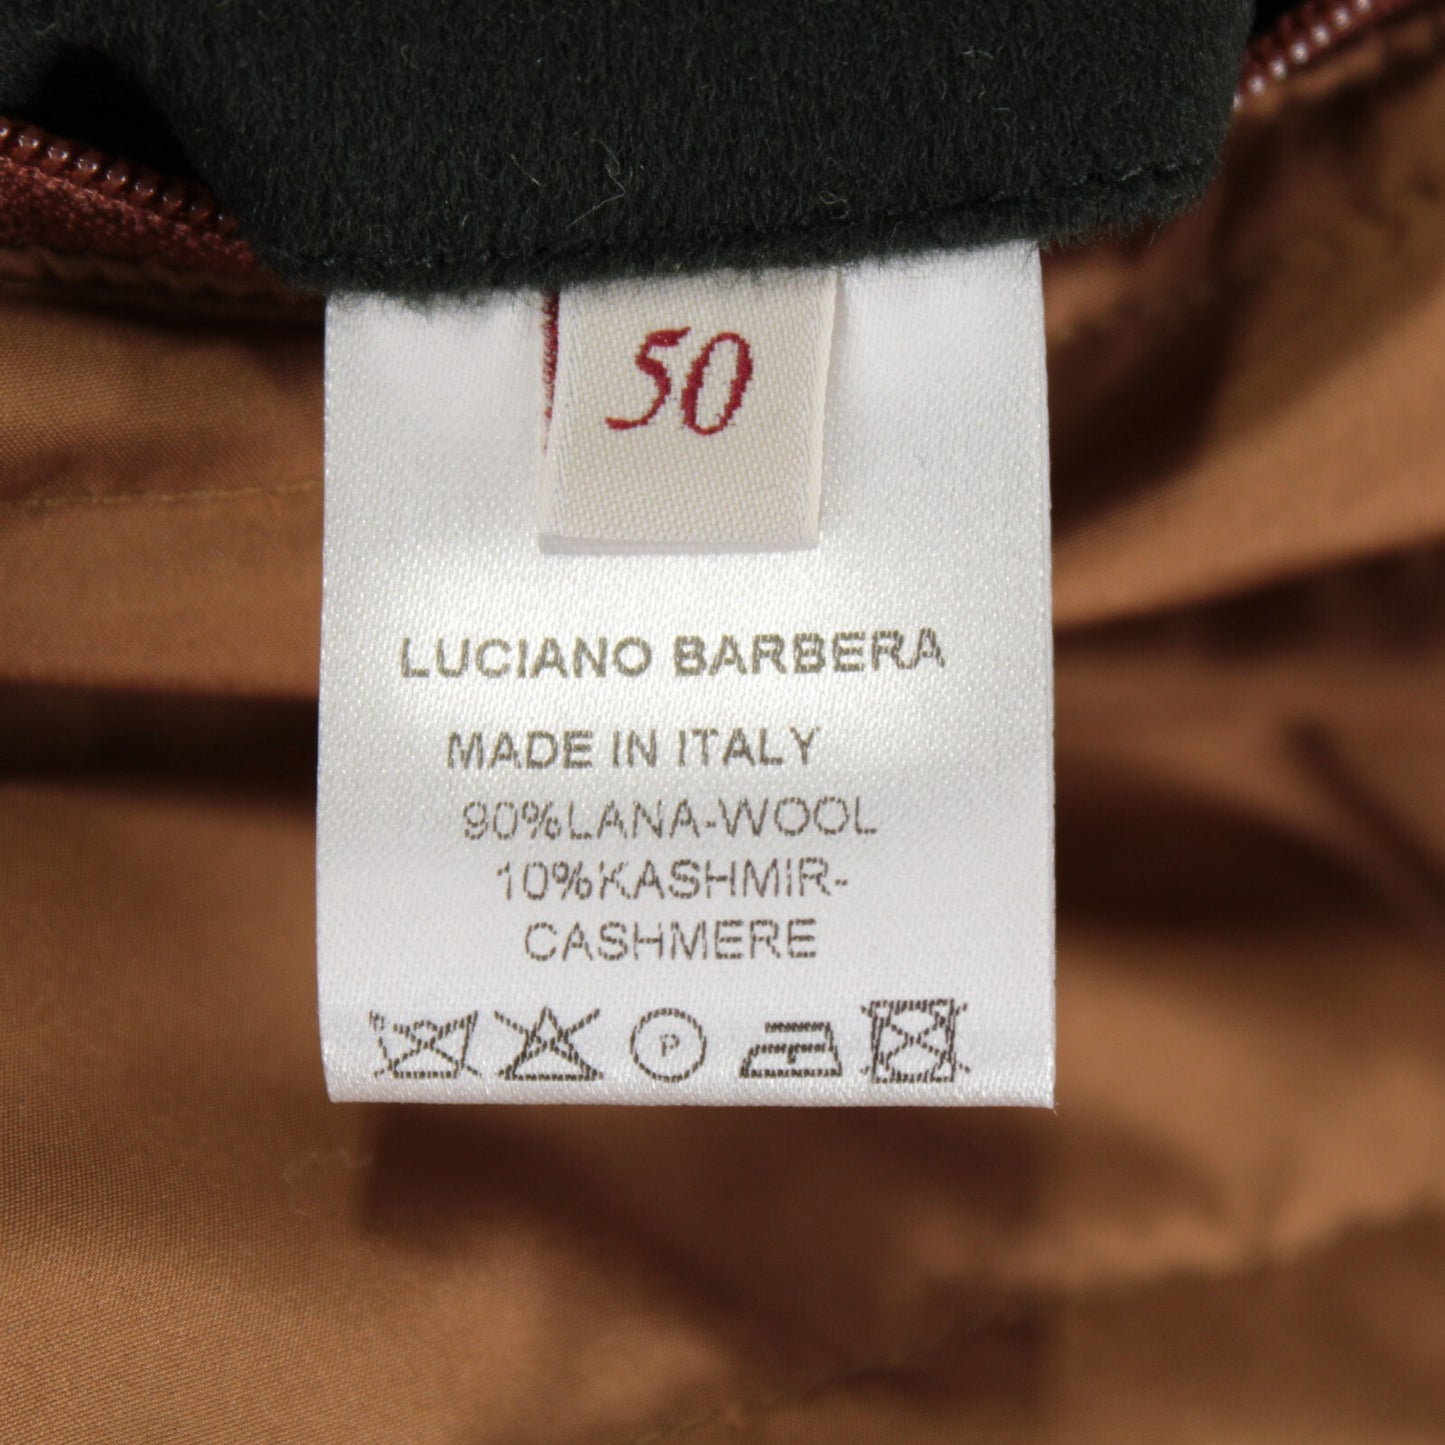 50
LUCIANO BARBERA
MADE IN ITALY
90%LANA-WOOL
10%KASHMIR-
CASHMERE
P